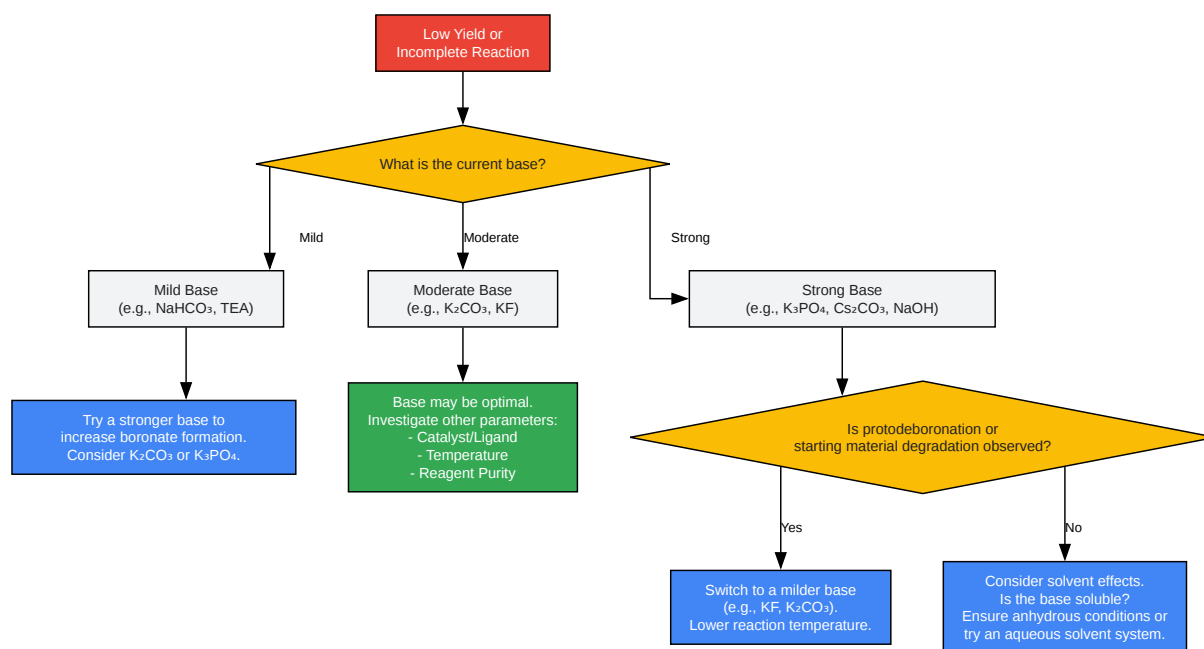 Low Yield or
Incomplete Reaction
What is the current base?
Mild
Moderate
Strong
Mild Base
(e.g., NaHCO₃, TEA)
Moderate Base
(e.g., K₂CO₃, KF)
Strong Base
(e.g., K₃PO₄, Cs₂CO₃, NaOH)
Try a stronger base to
increase boronate formation.
Consider K₂CO₃ or K₃PO₄.
Base may be optimal.
Investigate other parameters:
- Catalyst/Ligand
- Temperature
- Reagent Purity
Is protodeboronation or
starting material degradation observed?
Yes
No
Switch to a milder base
(e.g., KF, K₂CO₃).
Lower reaction temperature.
Consider solvent effects.
Is the base soluble?
Ensure anhydrous conditions or
try an aqueous solvent system.